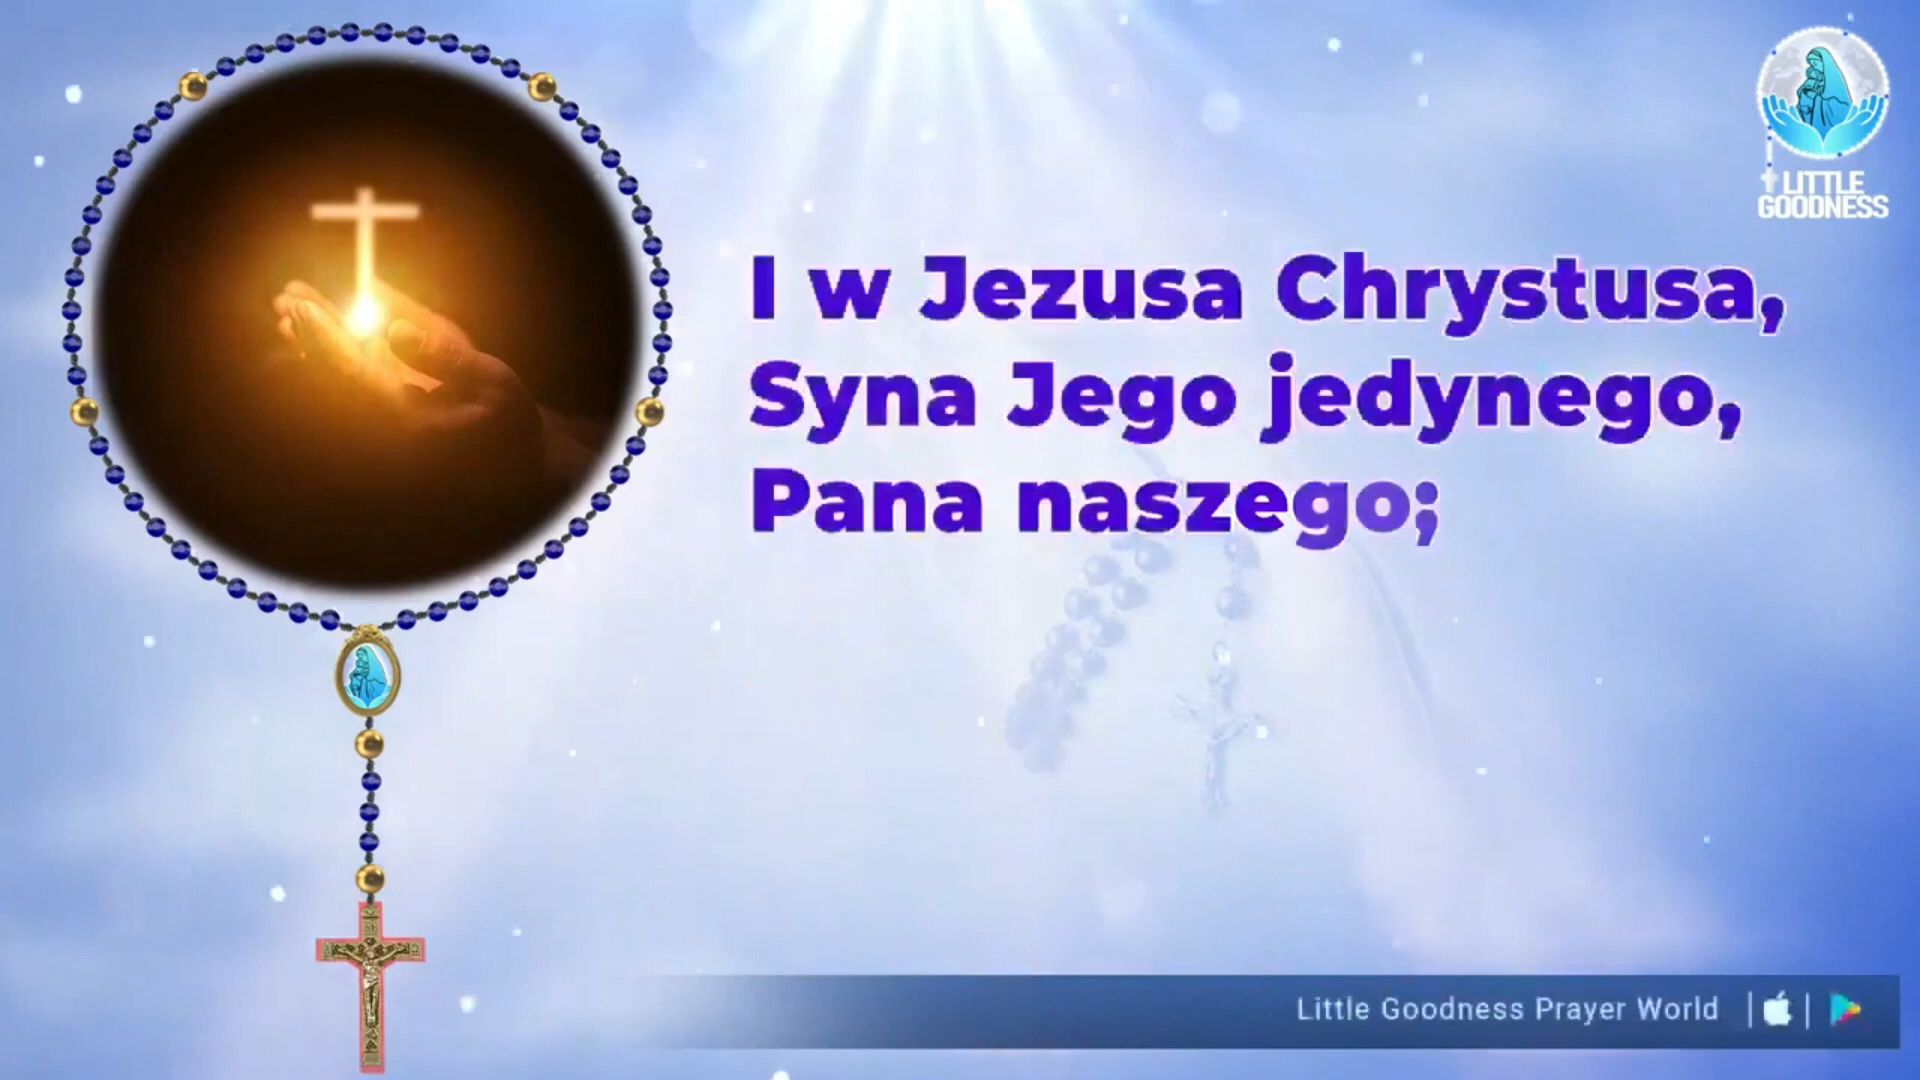 LITTLE
GOODNESS
I w Jezusa Chrystusa,
Syna Jego jedynego,
Pana naszego;
Little Goodness Prayer World